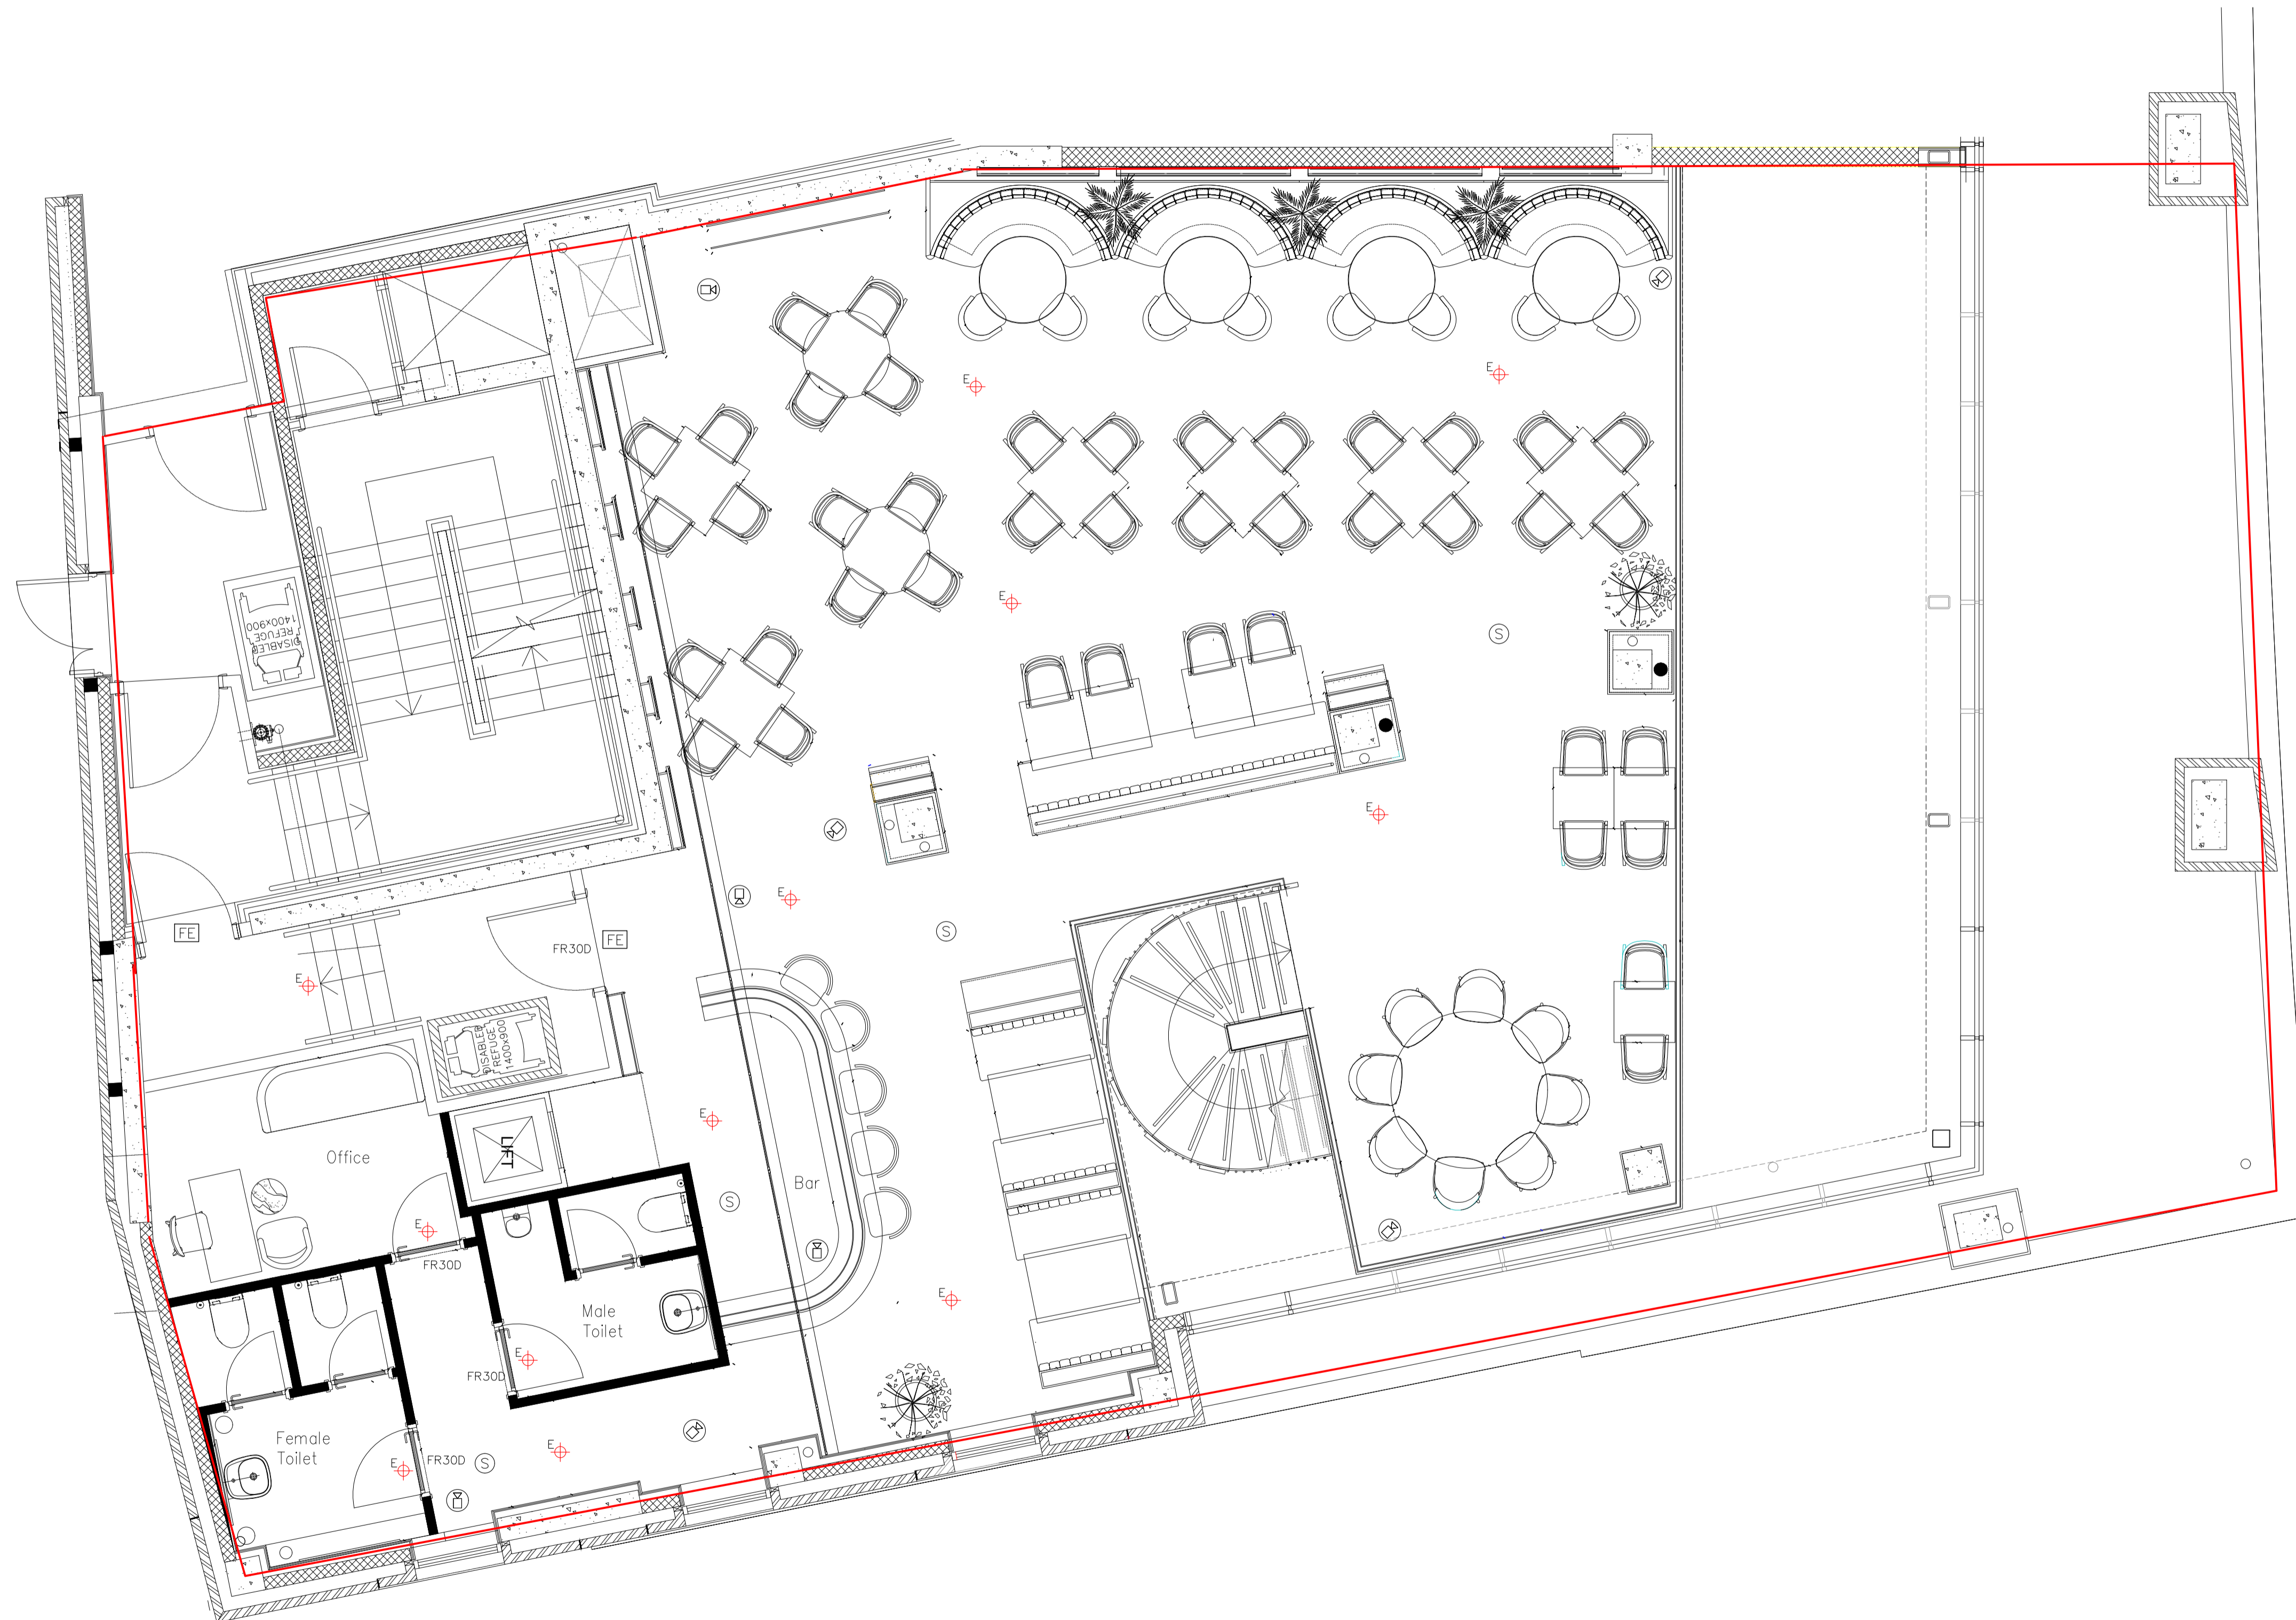 E
E
DISABLED
REFUGE
1400x900
E
S
E
E
FE
FR30D
FE
S
E
DISABLED
REFUGE
1400x900
E
LIFT
Office
Bar
S
E
FR30D
E
Male
Toilet
E
FR30D
Female
Toilet
E
E
FR30D
S